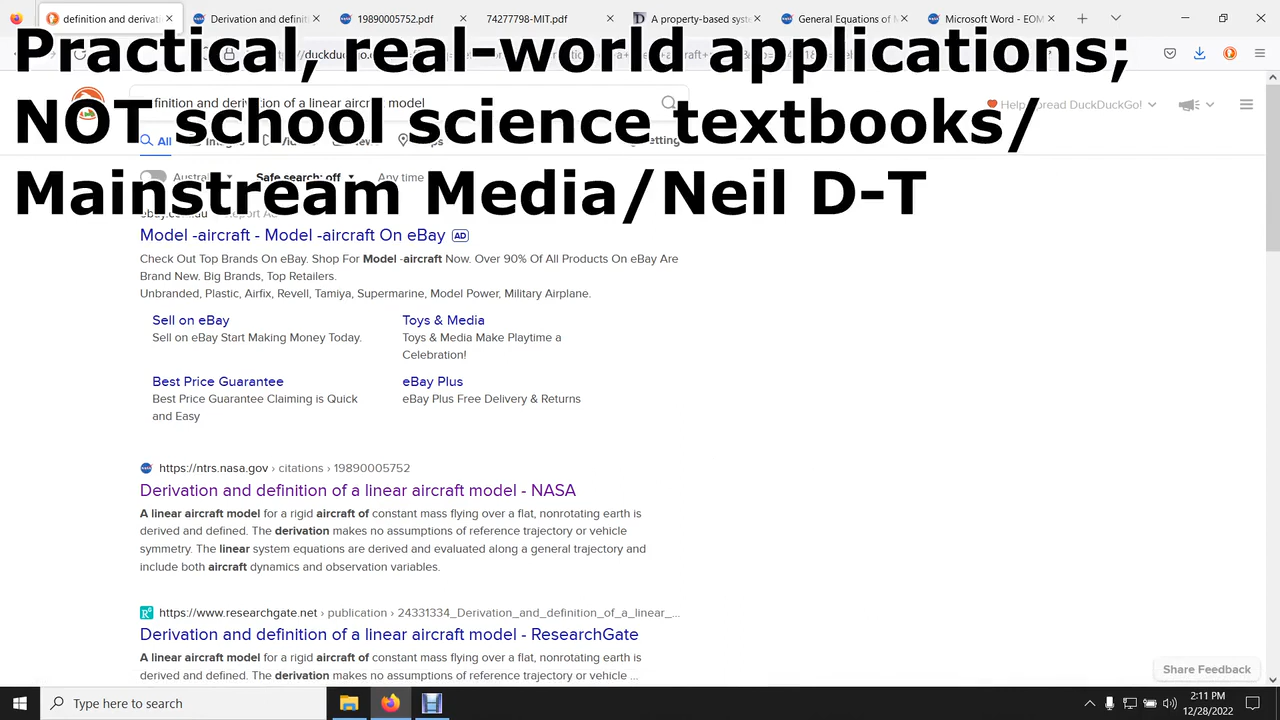 definition and derivati
Derivation and definiti
19890005752.pdf
74277798-MIT.pdf
A property-based syste
General Equations of M
Microsoft Word - EOM
Practical, real-world applications;
NOT school science textbooks/
Mainstream Media/Neil D-T
finition and derivation of a linear aircraft model
Help Spread DuckDuckGo!
All
Safe search: off
Any time
Model -aircraft - Model -aircraft On eBay AD
Check Out Top Brands On eBay. Shop For Model -aircraft Now. Over 90% Of All Products On eBay Are
Brand New. Big Brands, Top Retailers.
Unbranded, Plastic, Airfix, Revell, Tamiya, Supermarine, Model Power, Military Airplane.
Sell on eBay
Sell on eBay Start Making Money Today.
Toys & Media
Toys & Media Make Playtime a
Celebration!
Best Price Guarantee
Best Price Guarantee Claiming is Quick
and Easy
eBay Plus
eBay Plus Free Delivery & Returns
https://ntrs.nasa.gov › citations › 19890005752
Derivation and definition of a linear aircraft model - NASA
A linear aircraft model for a rigid aircraft of constant mass flying over a flat, nonrotating earth is
derived and defined. The derivation makes no assumptions of reference trajectory or vehicle
symmetry. The linear system equations are derived and evaluated along a general trajectory and
include both aircraft dynamics and observation variables.
https://www.researchgate.net › publication › 24331334_Derivation_and_definition_of_a_linear_...
Derivation and definition of a linear aircraft model - ResearchGate
A linear aircraft model for a rigid aircraft of constant mass flying over a flat, nonrotating earth is
derived and defined. The derivation makes no assumptions of reference trajectory or vehicle ...
Share Feedback
Type here to search
2:11 PM
12/28/2022